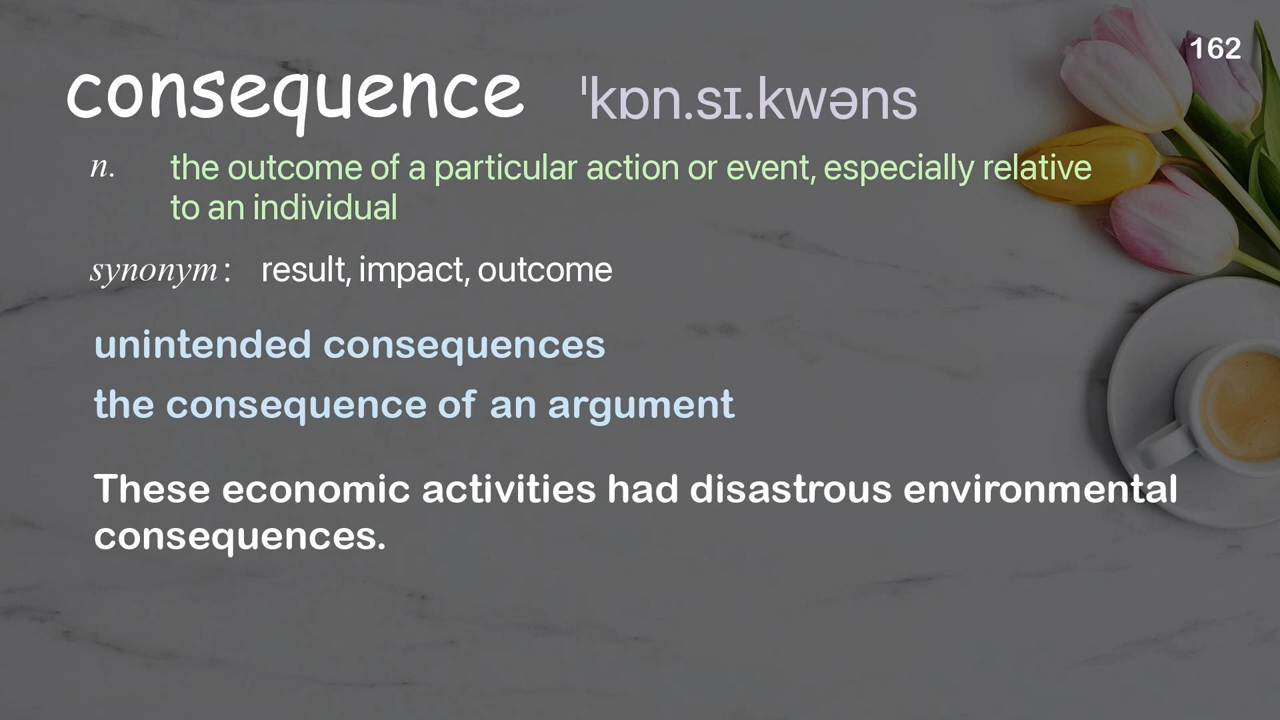 162
consequence ˈkɒn.sɪ.kwəns
n. the outcome of a particular action or event, especially relative
to an individual
synonym: result, impact, outcome
unintended consequences
the consequence of an argument
These economic activities had disastrous environmental
consequences.